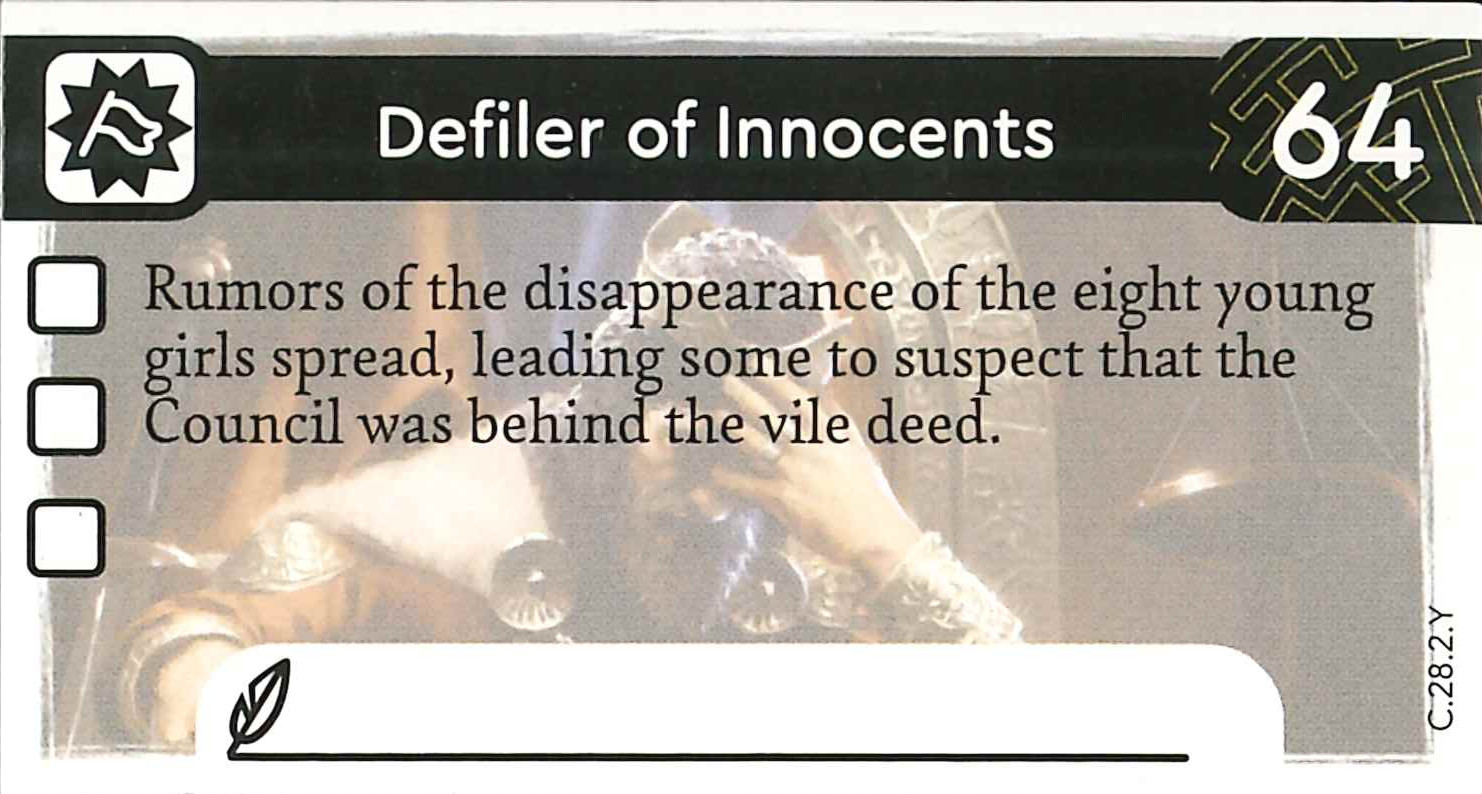 Defiler of Innocents
64
Rumors of the disappearance of the eight young
girls spread, leading some to suspect that the
Council was behind the vile deed.
C.28.2.Y